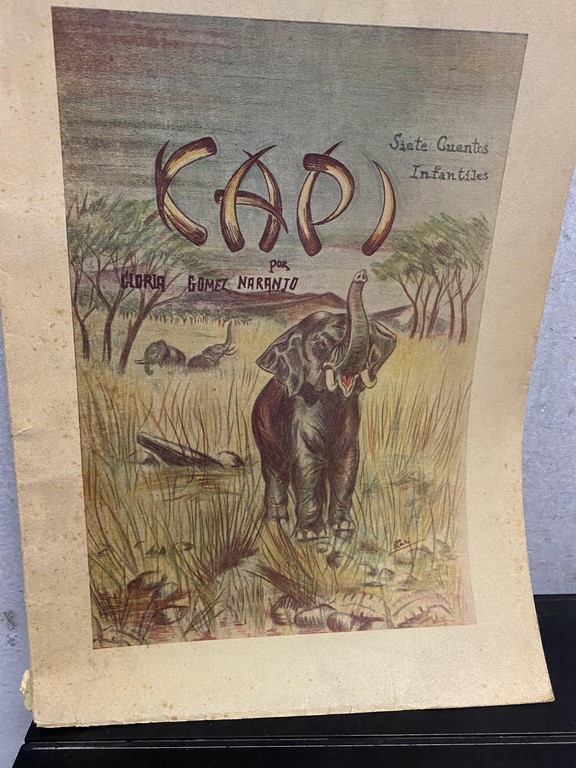 Siete Cuentos
Infantiles
KAPI
por
GLORIA GOMEZ NARANJO